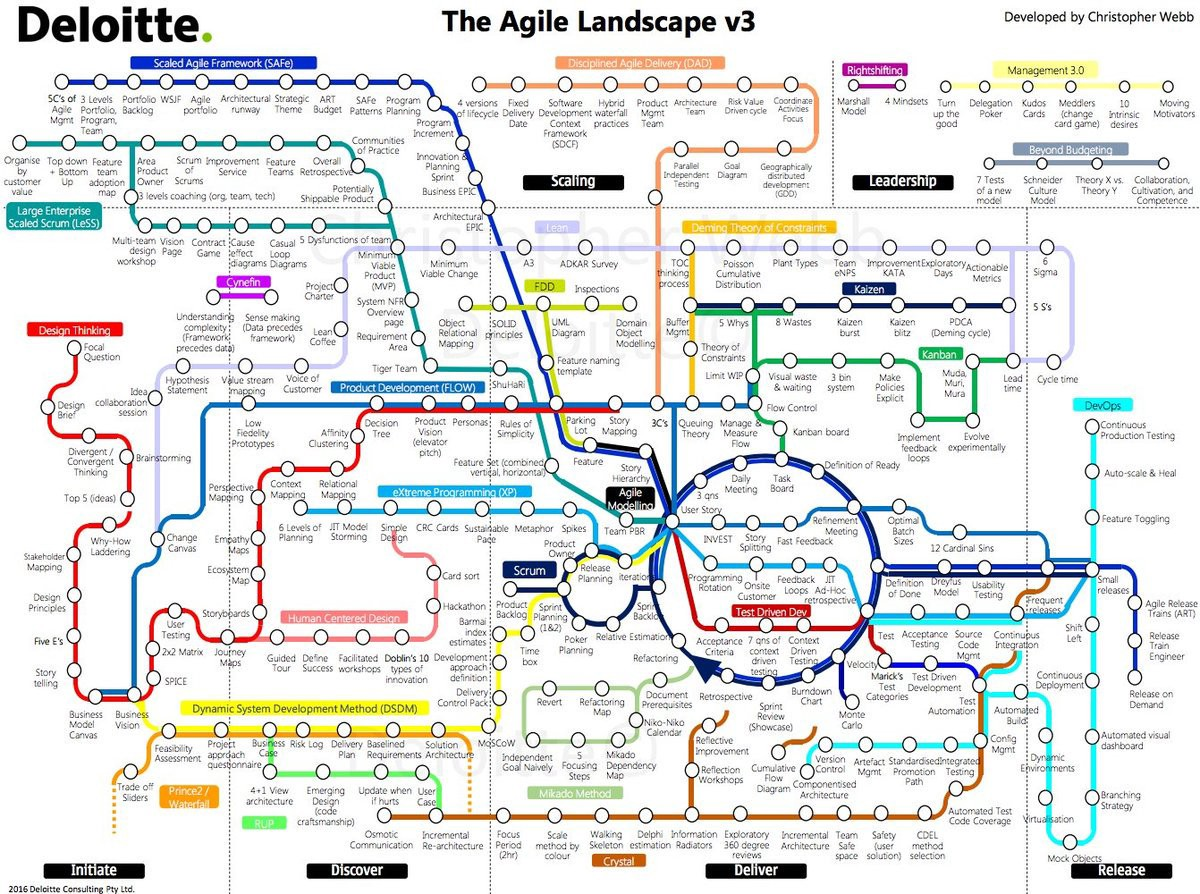 Deloitte.
The Agile Landscape v3
Developed by Christopher Webb
Scaled Agile Framework (SAFe)
5C's of
Agile
Mgmt
3 Levels
Portfolio,
Program,
Team
Portfolio
Backlog
WSJF
Agile
portfolio
Architectural
runway
Strategic
Theme
ART
Budget
SAFe
Patterns
Program
Planning
Program
Increment
Innovation &
Planning
Sprint
Business EPIC
Architectural
EPIC
Disciplined Agile Delivery (DAD)
4 versions
of lifecycle
Fixed
Delivery
Date
Software
Development
Context
Framework
(SDCF)
Hybrid
waterfall
practices
Product
Mgmt
Team
Architecture
Team
Risk Value
Driven cycle
Coordinate
Activities
Focus
Parallel
Independent
Testing
Goal
Diagram
Geographically
distributed
development
(GDD)
Scaling
Rightshifting
Marshall
Model
4 Mindsets
Management 3.0
Turn
up the
good
Delegation
Poker
Kudos
Cards
Meddlers
(change
card game)
10
Intrinsic
desires
Moving
Motivators
Beyond Budgeting
7 Tests
of a new
model
Schneider
Culture
Model
Theory X vs.
Theory Y
Collaboration,
Cultivation, and
Competence
Leadership
Organise
by
customer
value
Top down
+ Bottom
Up
Feature
team
adoption
map
Area
Product
Owner
Scrum
of
Scrums
Improvement
Service
Feature
Teams
Overall
Retrospective
Communities
of Practice
Potentially
Shippable Product
3 levels coaching (org, team, tech)
Large Enterprise
Scaled Scrum (LeSS)
Multi-team
design
workshop
Vision
Page
Contract
Game
Cause
effect
diagrams
Casual
Loop
Diagrams
5 Dysfunctions of team
Minimum
Viable
Product
(MVP)
System NFR
Overview
page
Requirement
Area
Tiger Team
ShuHaRi
Lean
Minimum
Viable Change
A3
ADKAR Survey
Deming Theory of Constraints
TOC
thinking
process
Poisson
Cumulative
Distribution
Plant Types
Team
eNPS
Improvement
KATA
Exploratory
Days
Actionable
Metrics
6
Sigma
Cynefin
Understanding
complexity
(Framework
precedes data)
Sense making
(Data precedes
framework)
Project
Charter
Lean
Coffee
FDD
Inspections
Object
Relational
Mapping
SOLID
principles
UML
Diagram
Domain
Object
Modelling
Feature naming
template
Kaizen
Buffer
Mgmt
5 Whys
8 Wastes
Kaizen
burst
Kaizen
blitz
PDCA
(Deming cycle)
5 S's
Theory of
Constraints
Kanban
Limit WIP
Visual waste
& waiting
3 bin
system
Make
Policies
Explicit
Muda,
Muri,
Mura
Lead
time
Cycle time
Implement
feedback
loops
Evolve
experimentally
Flow Control
Kanban board
Design Thinking
Focal
Question
Design
Brief
Divergent /
Convergent
Thinking
Brainstorming
Top 5 (ideas)
Why-How
Laddering
Stakeholder
Mapping
Design
Principles
Five E's
Story
telling
Business
Model
Canvas
Business
Vision
SPICE
2x2 Matrix
User
Testing
Storyboards
Journey
Maps
Ecosystem
Map
Empathy
Maps
Perspective
Mapping
Context
Mapping
Relational
Mapping
Affinity
Clustering
Idea
collaboration
session
Hypothesis
Statement
Value stream
mapping
Voice of
Customer
Change
Canvas
Product Development (FLOW)
Low
Fiedelity
Prototypes
Decision
Tree
Product
Vision
(elevator
pitch)
Personas
Rules of
Simplicity
Parking
Lot
Story
Mapping
3C's
Queuing
Theory
Manage &
Measure
Flow
Feature
Story
Hierarchy
Feature Set (combined,
vertical, horizontal)
Agile
Modelling
Team PBR
eXtreme Programming (XP)
6 Levels of
Planning
JIT Model
Storming
Simple
Design
CRC Cards
Sustainable
Pace
Metaphor
Spikes
Card sort
Hackathon
Human Centered Design
Guided
Tour
Define
success
Facilitated
workshops
Doblin's 10
types of
innovation
Scrum
Product
Owner
Release
Planning
iterations
Product
Backlog
Sprint
Planning
(1&2)
Poker
Planning
Relative Estimation
Sprint
Backlog
3 qns
Daily
Meeting
Task
Board
Definition of Ready
User Story
INVEST
Story
Splitting
Fast Feedback
Refinement
Meeting
Optimal
Batch
Sizes
12 Cardinal Sins
Programming
Rotation
Onsite
Customer
Feedback
Loops
JIT
Ad-Hoc
retrospective
Definition
of Done
Dreyfus
Model
Usability
Testing
Frequent
releases
Small
releases
Test Driven Dev
Acceptance
Criteria
7 qns of
context
driven
testing
Context
Driven
Testing
Test
Acceptance
Testing
Source
Code
Mgmt
Continuous
Integration
Velocity
Marick's
Test
Categories
Test Driven
Development
Test
Automation
Monte
Carlo
Burndown
Chart
Sprint
Review
(Showcase)
Retrospective
Refactoring
DevOps
Continuous
Production Testing
Auto-scale & Heal
Feature Toggling
Shift
Left
Continuous
Deployment
Automated visual
dashboard
Branching
Strategy
Mock Objects
Virtualisation
Dynamic
Environments
Automated
Build
Config
Mgmt
Agile Release
Trains (ART)
Release
Train
Engineer
Release on
Demand
Barmai
index
estimates
Time
box
Development
approach
definition
Delivery
Control Pack
MoSCoW
Dynamic System Development Method (DSDM)
Feasibility
Assessment
Project
approach
questionnaire
Business
Case
Risk Log
Delivery
Plan
Baselined
Requirements
Solution
Architecture
Trade off
Sliders
Prince2 /
Waterfall
4+1 View
architecture
Emerging
Design
(code
craftsmanship)
Update when
if hurts
User
Case
RUP
Revert
Refactoring
Map
Document
Prerequisites
Niko-Niko
Calendar
Independent
Goal Naively
5
Focusing
Steps
Mikado
Dependency
Map
Mikado Method
Reflective
Improvement
Reflection
Workshops
Cumulative
Flow
Diagram
Version
Control
Artefact
Mgmt
Standardised
Promotion
Path
Integrated
Testing
Componentised
Architecture
Automated Test
Code Coverage
Osmotic
Communication
Incremental
Re-architecture
Focus
Period
(2hr)
Scale
method by
colour
Walking
Skeleton
Delphi
estimation
Information
Radiators
Exploratory
360 degree
reviews
Incremental
Architecture
Team
Safe
space
Safety
(user
solution)
CDEL
method
selection
Crystal
Initiate
Discover
Deliver
Release
2016 Deloitte Consulting Pty Ltd.